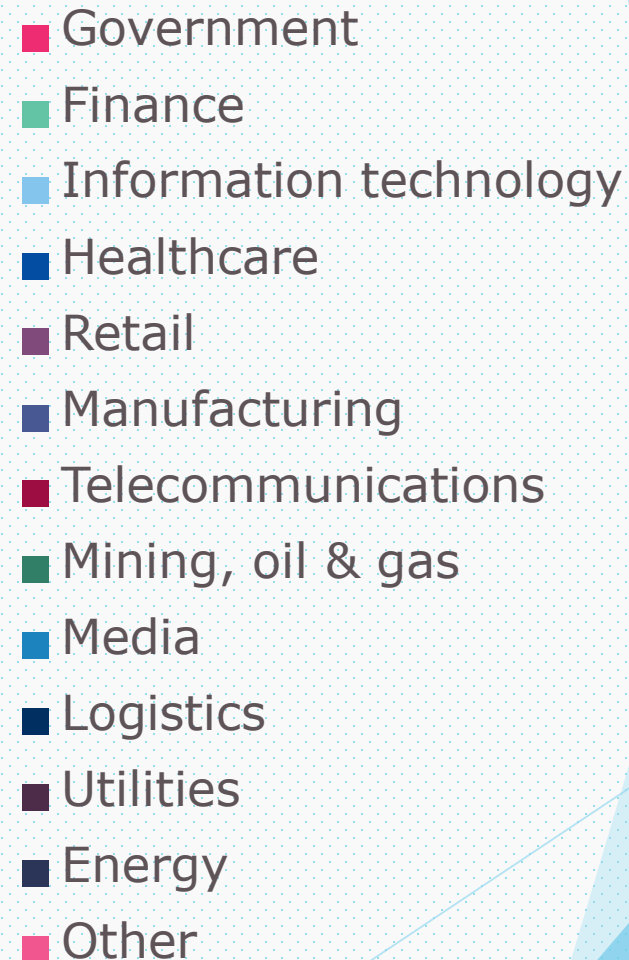 Government
Finance
Information technology
Healthcare
Retail
Manufacturing
Telecommunications
Mining, oil & gas
Media
Logistics
Utilities
Energy
Other